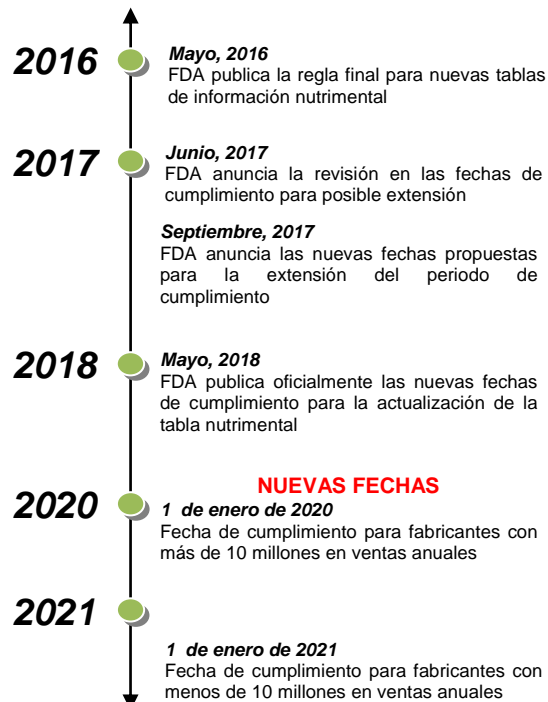 2016
Mayo, 2016
FDA publica la regla final para nuevas tablas
de información nutrimental
2017
Junio, 2017
FDA anuncia la revisión en las fechas de
cumplimiento para posible extensión
Septiembre, 2017
FDA anuncia las nuevas fechas propuestas
para la extensión del periodo de
cumplimiento
2018
Mayo, 2018
FDA publica oficialmente las nuevas fechas
de cumplimiento para la actualización de la
tabla nutrimental
NUEVAS FECHAS
2020
1 de enero de 2020
Fecha de cumplimiento para fabricantes con
más de 10 millones en ventas anuales
2021
1 de enero de 2021
Fecha de cumplimiento para fabricantes con
menos de 10 millones en ventas anuales